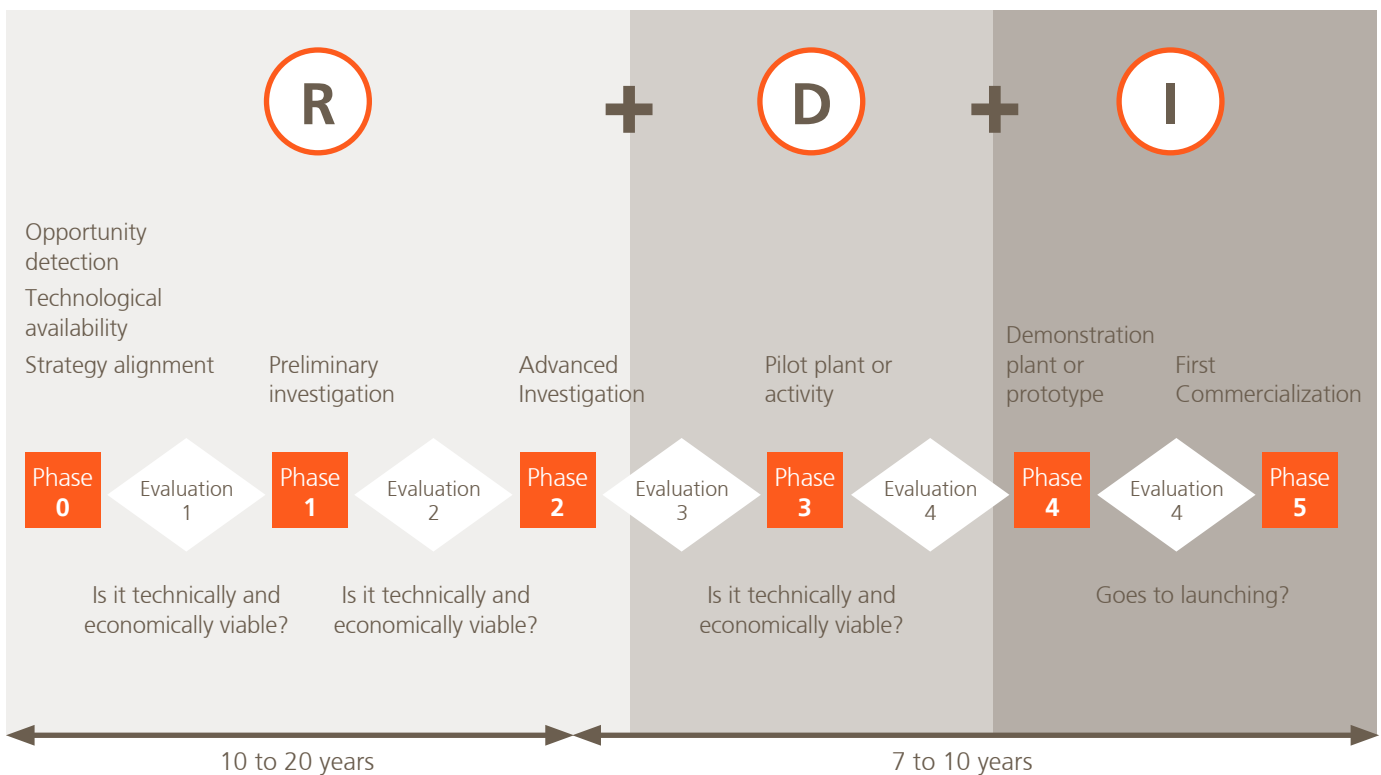 R
+
D
+
I
Opportunity
detection
Technological
availability
Strategy alignment
Preliminary
investigation
Advanced
Investigation
Pilot plant or
activity
Demonstration
plant or
prototype
First
Commercialization
Phase
0
Evaluation
1
Phase
1
Evaluation
2
Phase
2
Evaluation
3
Phase
3
Evaluation
4
Phase
4
Evaluation
4
Phase
5
Is it technically and
economically viable?
Is it technically and
economically viable?
Is it technically and
economically viable?
Goes to launching?
10 to 20 years
7 to 10 years